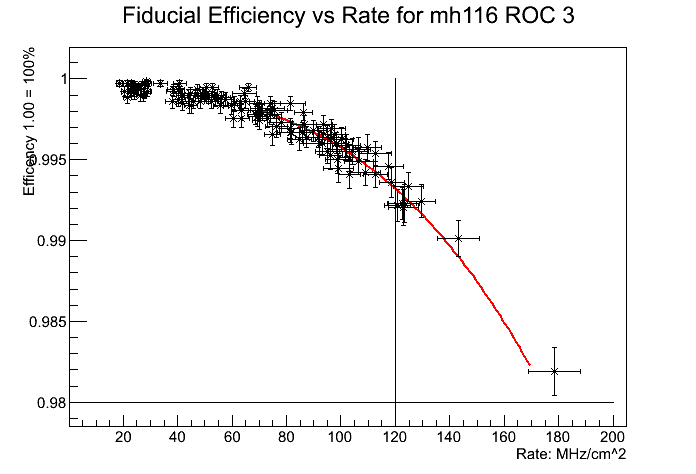 Fiducial Efficiency vs Rate for mh116 ROC 3
Efficency 1.00 = 100%
1
0.995
0.99
0.985
0.98
20 40 60 80 100 120 140 160 180 200
Rate: MHz/cm^2